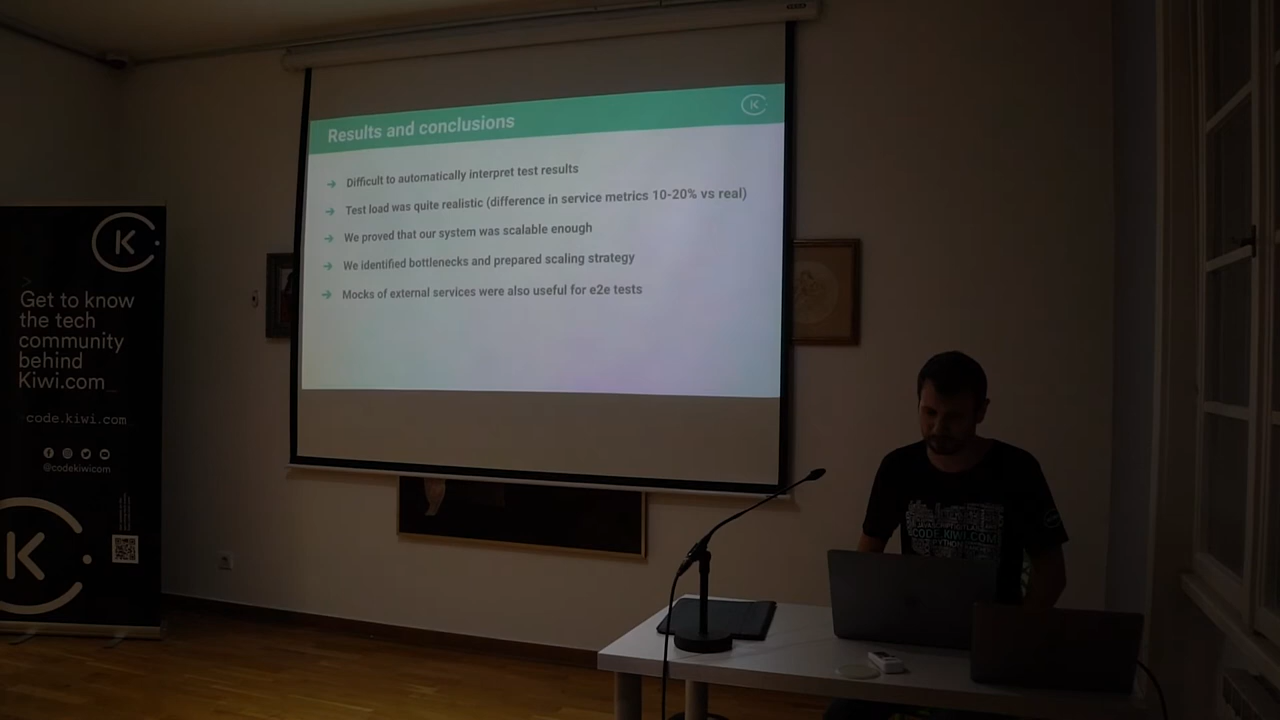 Results and conclusions
K
→ Difficult to automatically interpret test results
→ Test load was quite realistic (difference in service metrics 10-20% vs real)
→ We proved that our system was scalable enough
→ We identified bottlenecks and prepared scaling strategy
→ Mocks of external services were also useful for e2e tests
K
>
Get to know
the tech
community
behind
Kiwi.com_
code.kiwi.com_
@codekiwicom
K
CODE.KIWI.COM
PYTHON